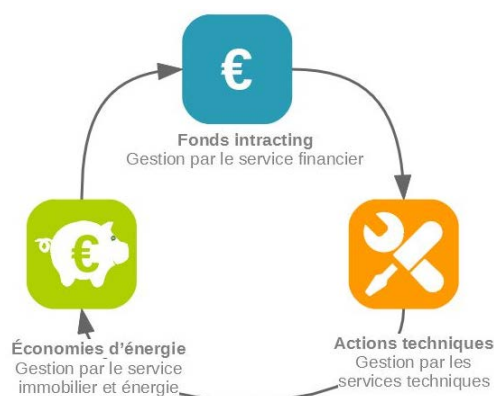 €
Fonds intracting
Gestion par le service financier
€
Économies d'énergie
Gestion par le service
immobilier et énergie
Actions techniques
Gestion par les
services techniques